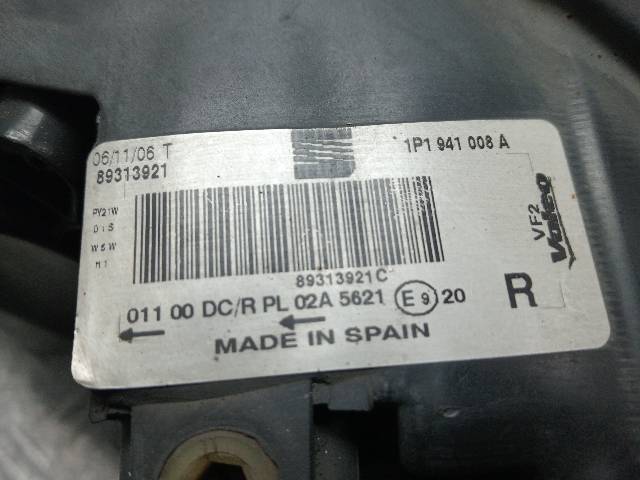 06/11/06 T
89313921
1P1 941 008 A
PY21W
D1S
W5W
H1
VF2
Valeo
89313921C
011 00 DC/R PL 02A 5621 E9 20
R
MADE IN SPAIN